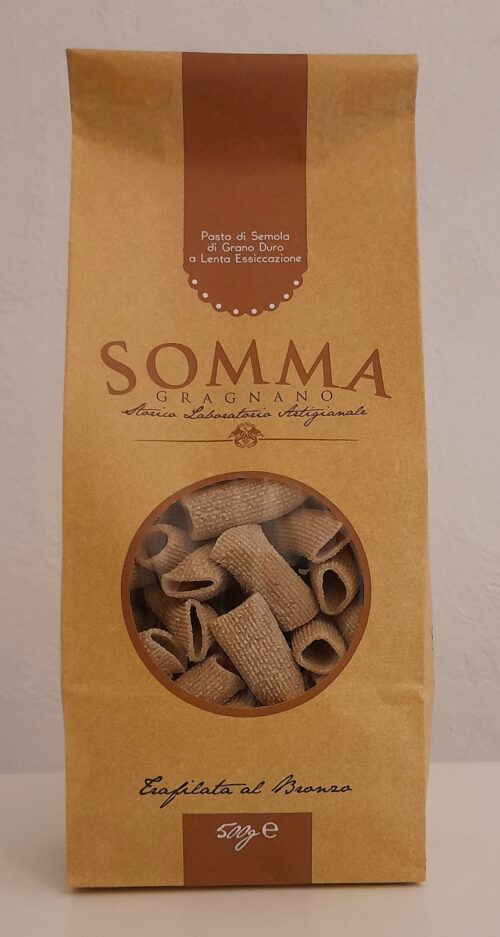 Pasta di Semola
di Grano Duro
a Lenta Essiccazione
SOMMA
GRAGNANO
Storico Laboratorio Artigianale
Trafilata al Bronzo
500g e